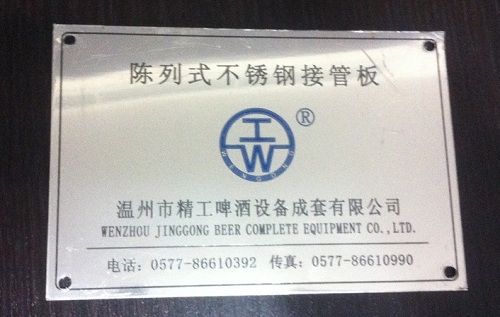 陈列式不锈钢接管板
工
W
®
温州市精工啤酒设备成套有限公司
WENZHOU JINGGONG BEER COMPLETE EQUIPMENT CO.,LTD.
电话：0577-86610392 传真：0577-86610990